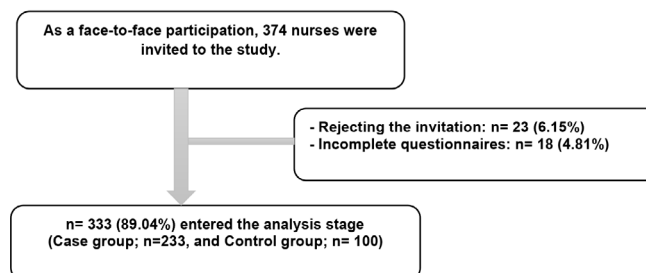 As a face-to-face participation, 374 nurses were
invited to the study.
- Rejecting the invitation: n= 23 (6.15%)
- Incomplete questionnaires: n= 18 (4.81%)
n= 333 (89.04%) entered the analysis stage
(Case group; n=233, and Control group; n= 100)